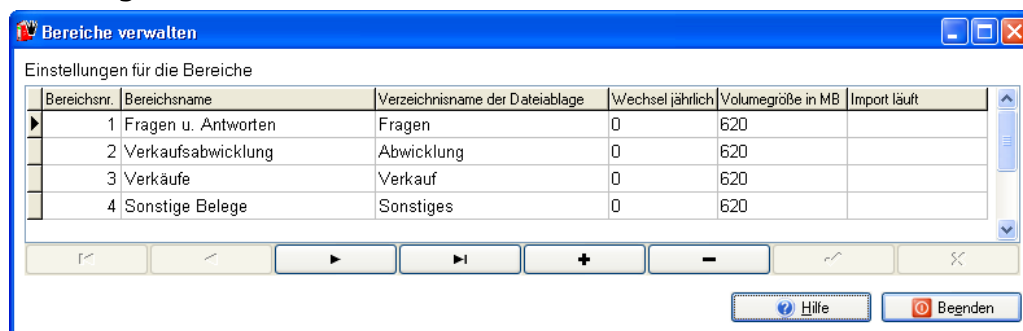 Bereiche verwalten
Einstellungen für die Bereiche
Bereichsnr. Bereichsname Verzeichnisname der Dateiablage Wechsel jährlich Volumegröße in MB Import läuft
1 Fragen u. Antworten Fragen 0 620
2 Verkaufsabwicklung Abwicklung 0 620
3 Verkäufe Verkauf 0 620
4 Sonstige Belege Sonstiges 0 620
Hilfe Beenden